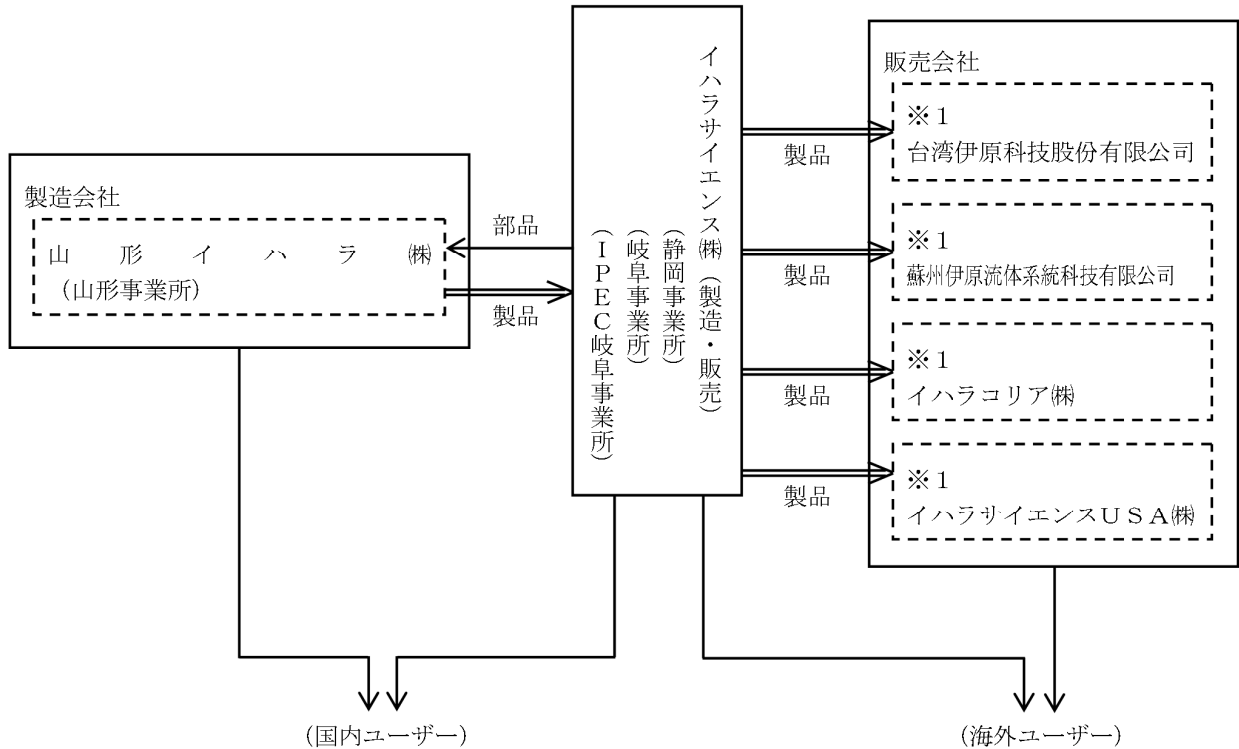 製造会社
山形イハラ㈱
(山形事業所)
部品
製品
イハラサイエンス㈱(製造・販売)
(静岡事業所)
(岐阜事業所)
(IPEC岐阜事業所)
製品
製品
製品
製品
販売会社
※1
台湾伊原科技股份有限公司
※1
蘇州伊原流体系統科技有限公司
※1
イハラコリア㈱
※1
イハラサイエンスUSA㈱
(国内ユーザー)
(海外ユーザー)